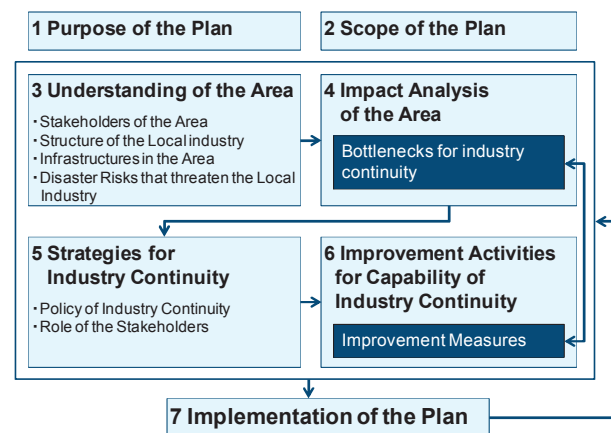 1 Purpose of the Plan
2 Scope of the Plan
3 Understanding of the Area
・Stakeholders of the Area
・Structure of the Local industry
・Infrastructures in the Area
・Disaster Risks that threaten the Local
Industry
4 Impact Analysis
of the Area
Bottlenecks for industry
continuity
5 Strategies for
Industry Continuity
・Policy of Industry Continuity
・Role of the Stakeholders
6 Improvement Activities
for Capability of
Industry Continuity
Improvement Measures
7 Implementation of the Plan